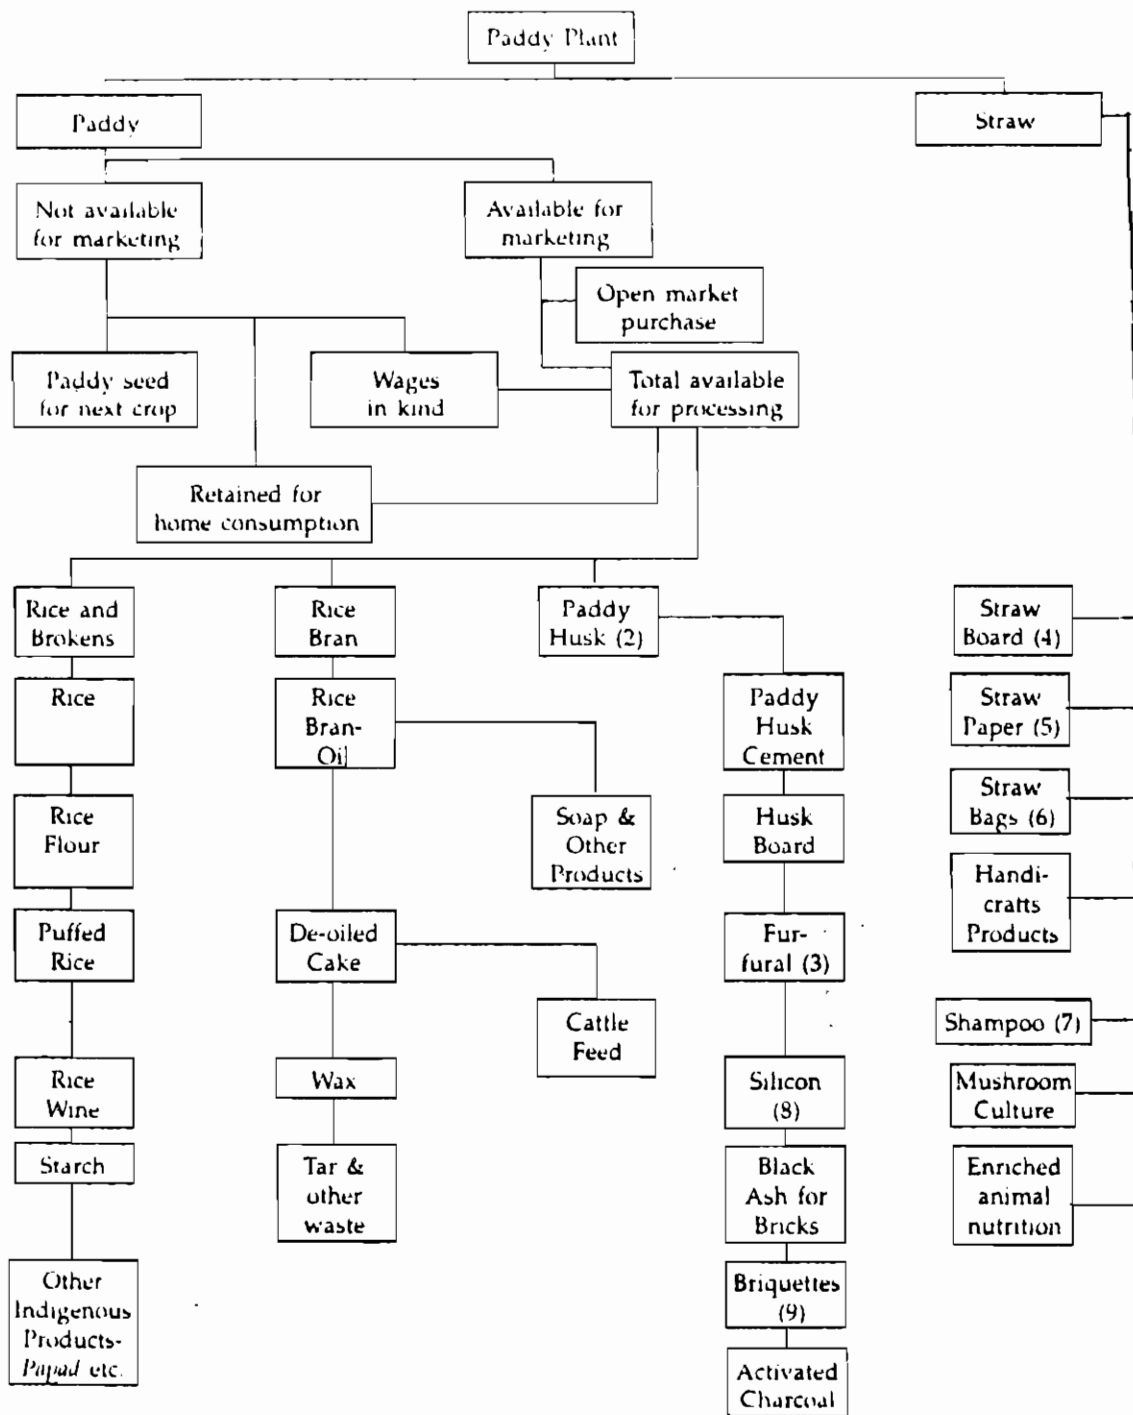 Paddy Plant
Paddy
Straw
Not available
for marketing
Available for
marketing
Open market
purchase
Paddy seed
for next crop
Wages
in kind
Total available
for processing
Retained for
home consumption
Rice and
Brokens
Rice
Bran
Paddy
Husk (2)
Straw
Board (4)
Rice
Rice
Bran-
Oil
Paddy
Husk
Cement
Straw
Paper (5)
Rice
Flour
Soap &
Other
Products
Husk
Board
Straw
Bags (6)
Handi-
crafts
Products
Puffed
Rice
De-oiled
Cake
Fur-
fural (3)
Cattle
Feed
Shampoo (7)
Rice
Wine
Wax
Silicon
(8)
Mushroom
Culture
Starch
Tar &
other
waste
Black
Ash for
Bricks
Enriched
animal
nutrition
Other
Indigenous
Products-
Papad etc.
Briquettes
(9)
Activated
Charcoal